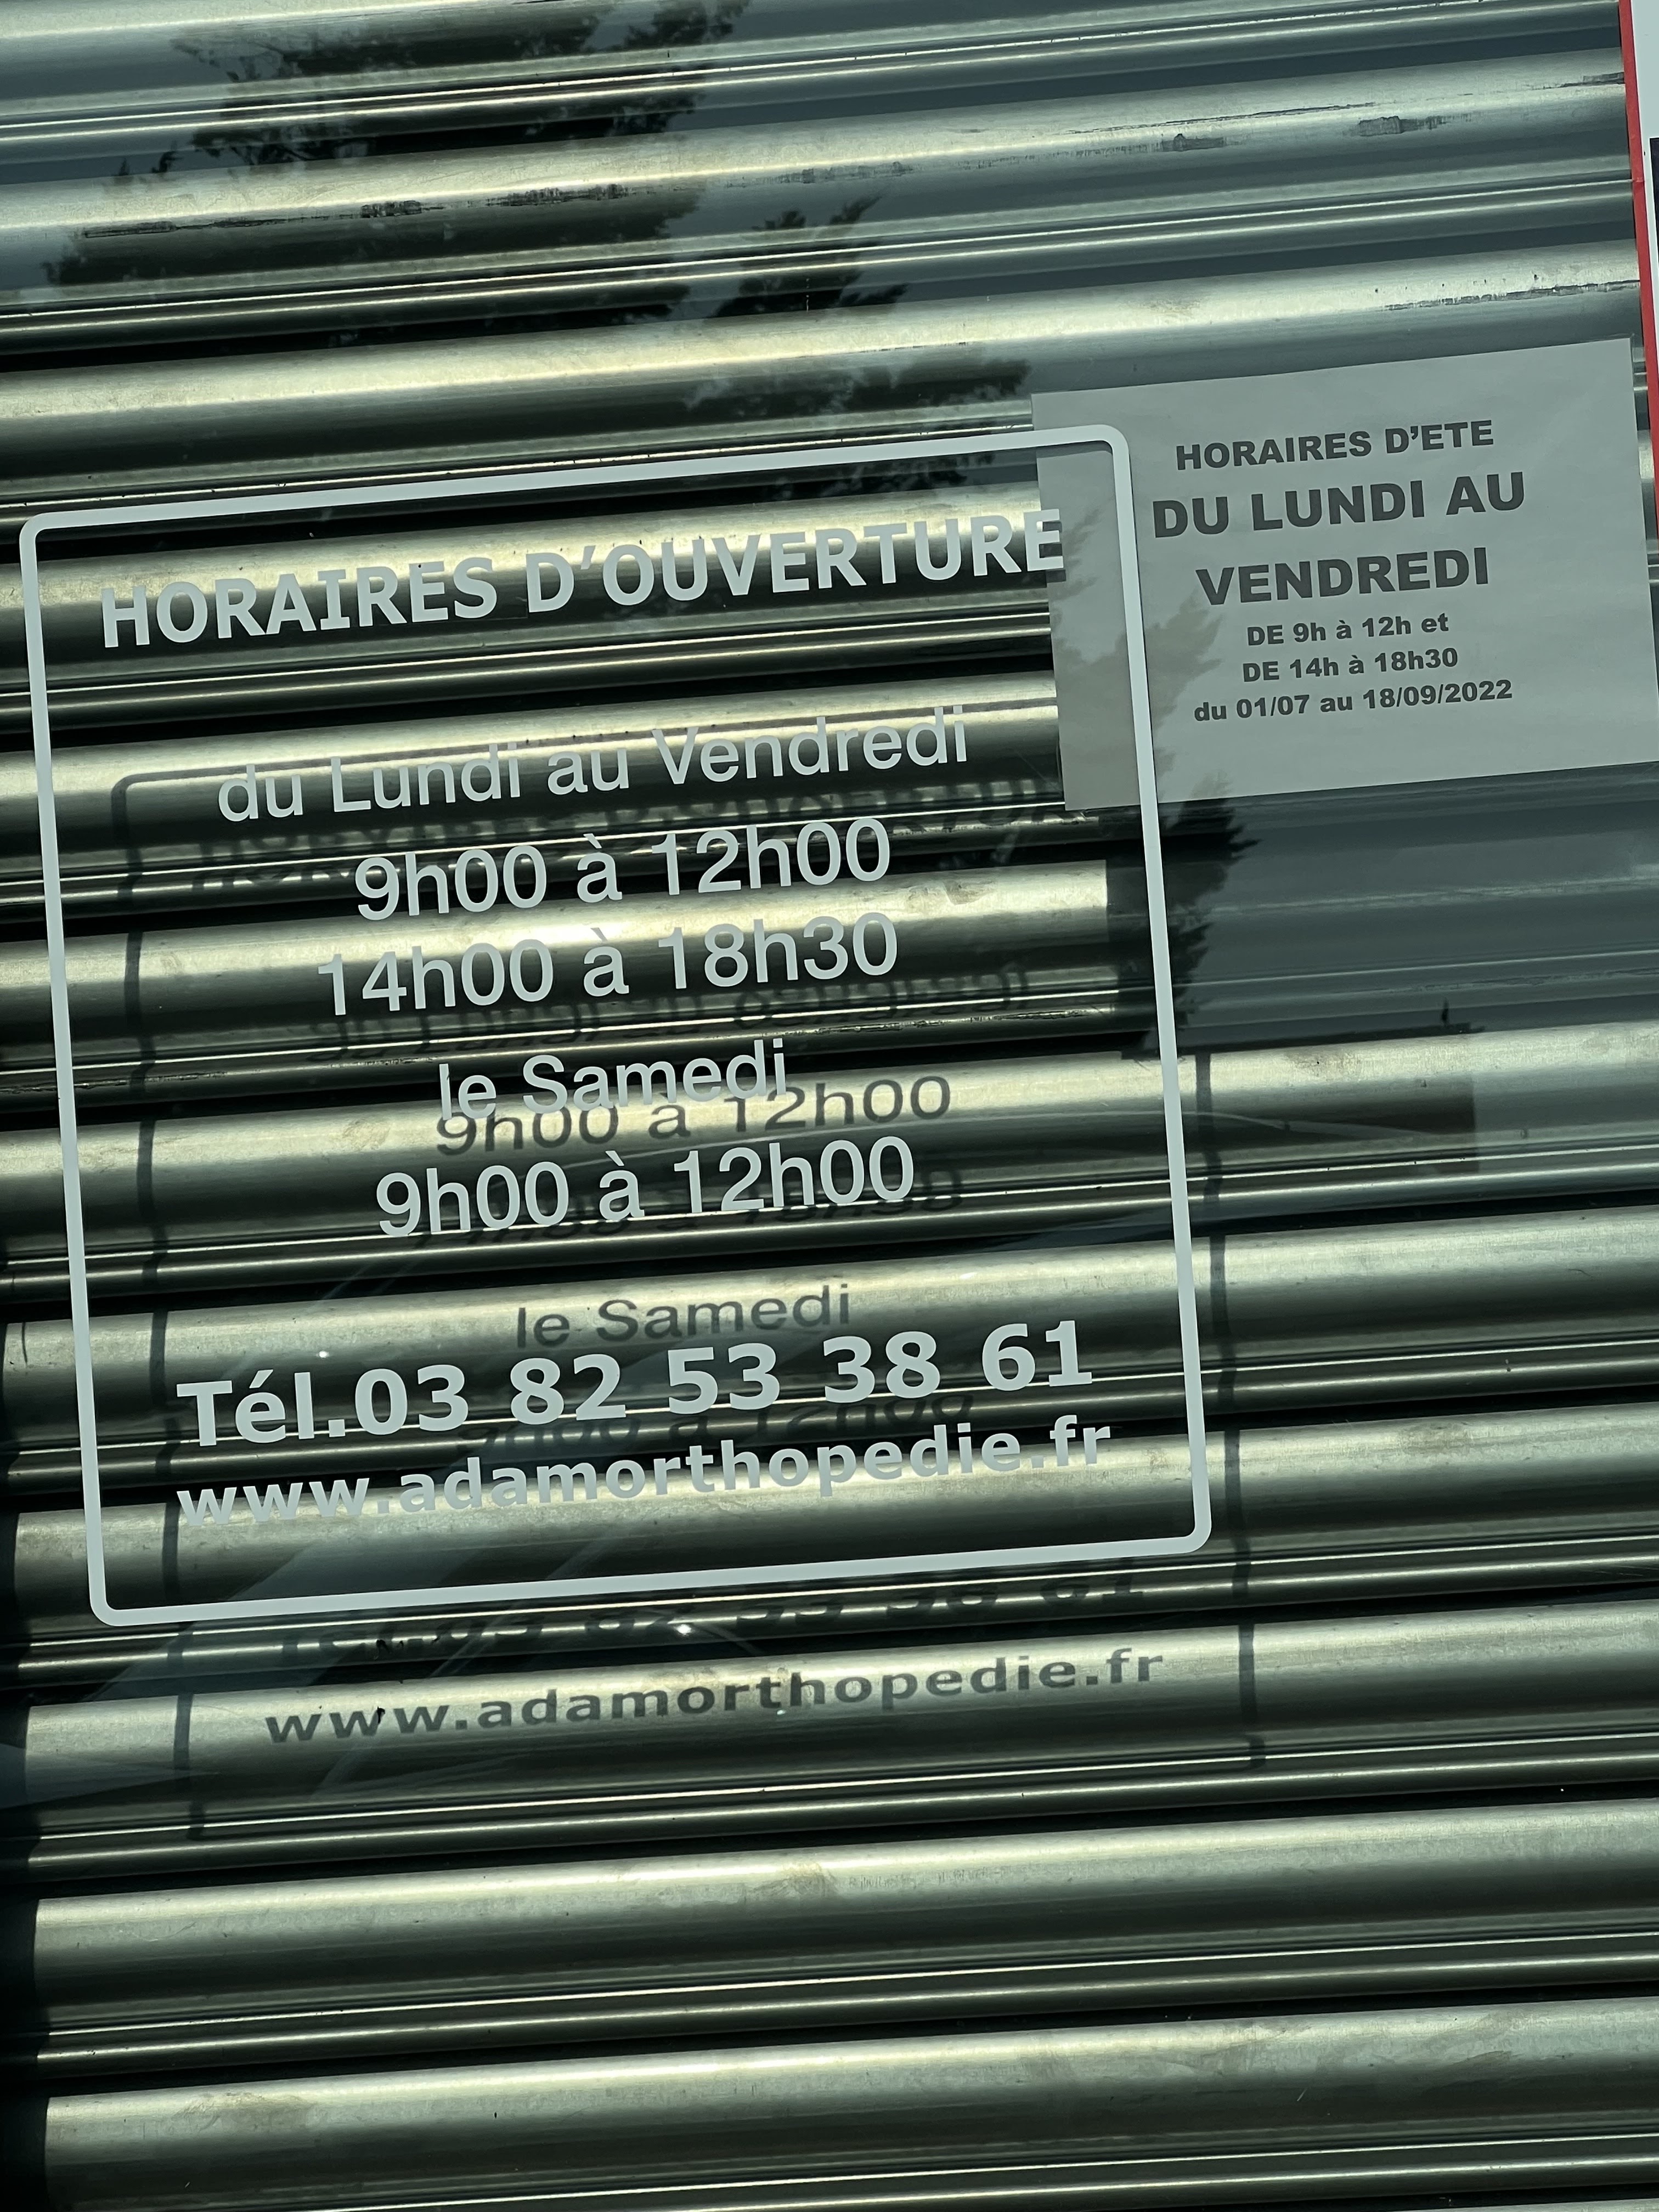 HORAIRES D'OUVERTURE
du Lundi au Vendredi
9h00 à 12h00
14h00 à 18h30
le Samedi
9h00 à 12h00
Tél.03 82 53 38 61
www.adamorthopedie.fr
HORAIRES D'ETE
DU LUNDI AU
VENDREDI
DE 9h à 12h et
DE 14h à 18h30
du 01/07 au 18/09/2022